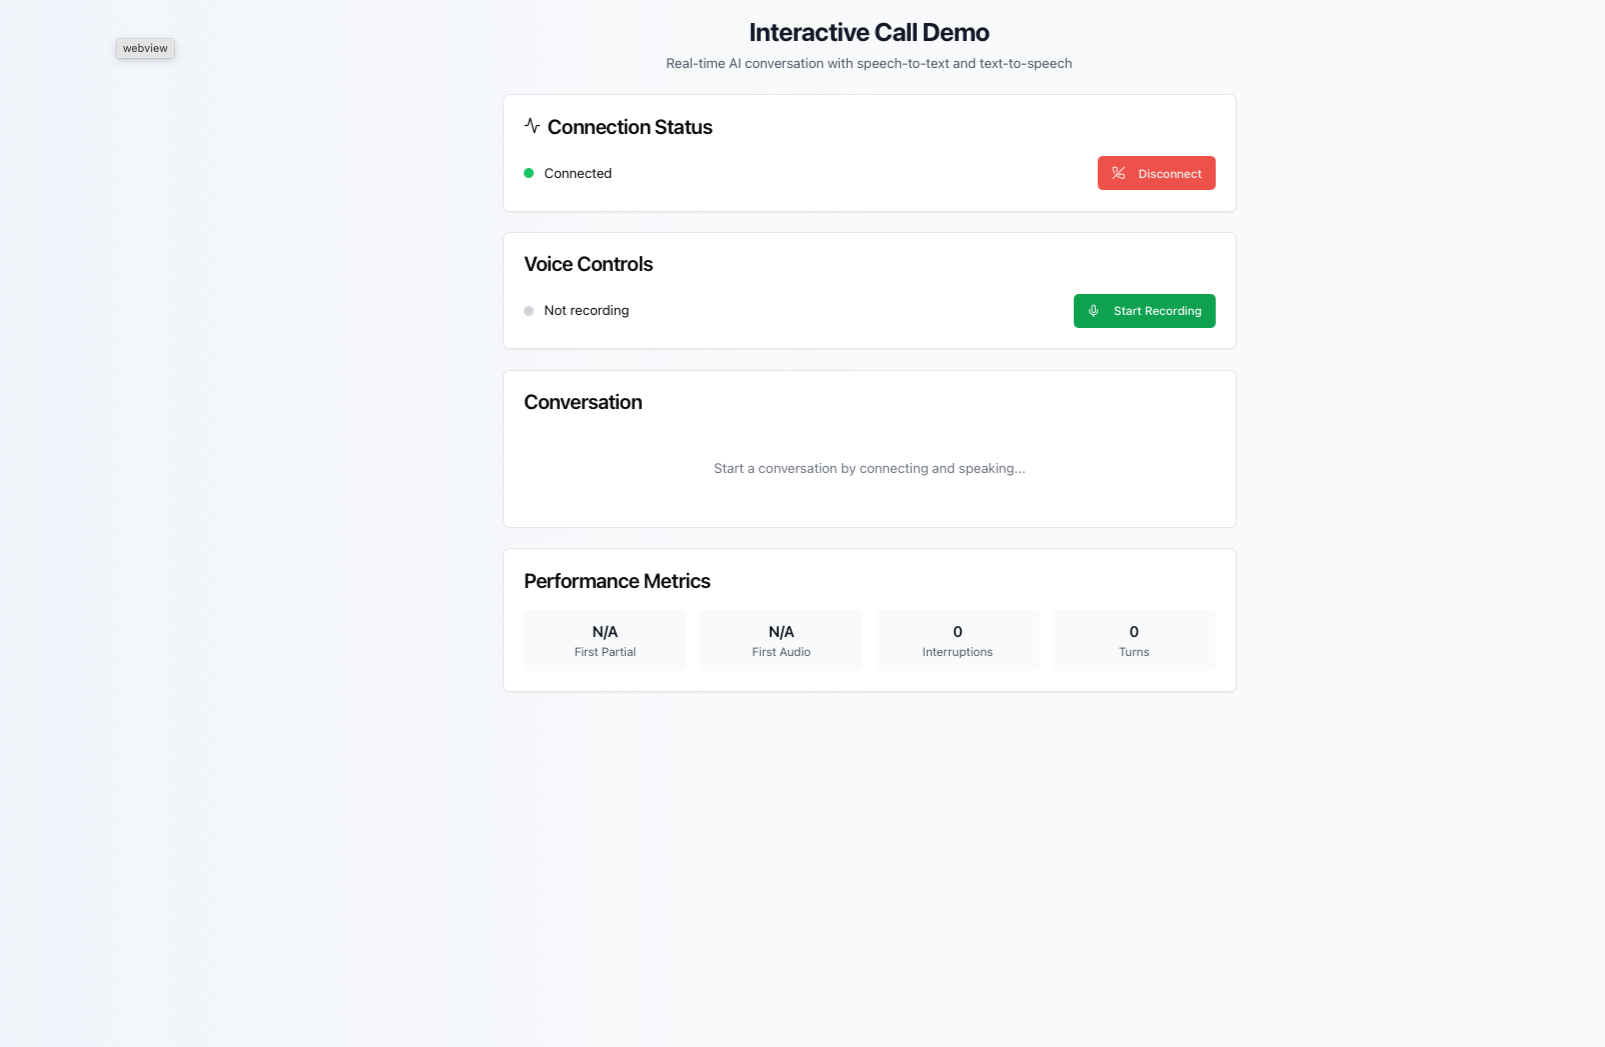 webview
Interactive Call Demo
Real-time AI conversation with speech-to-text and text-to-speech
Connection Status
Connected
Disconnect
Voice Controls
Not recording
Start Recording
Conversation
Start a conversation by connecting and speaking...
Performance Metrics
N/A
First Partial
N/A
First Audio
0
Interruptions
0
Turns